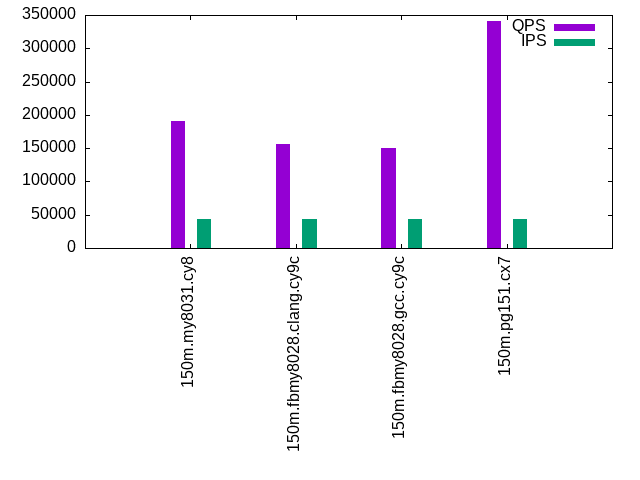 350000
300000
250000
200000
150000
100000
50000
0
QPS
IPS
150m.my8031.cy8
150m.fbmy8028.clang.cy9c
150m.fbmy8028.gcc.cy9c
150m.pg151.cx7